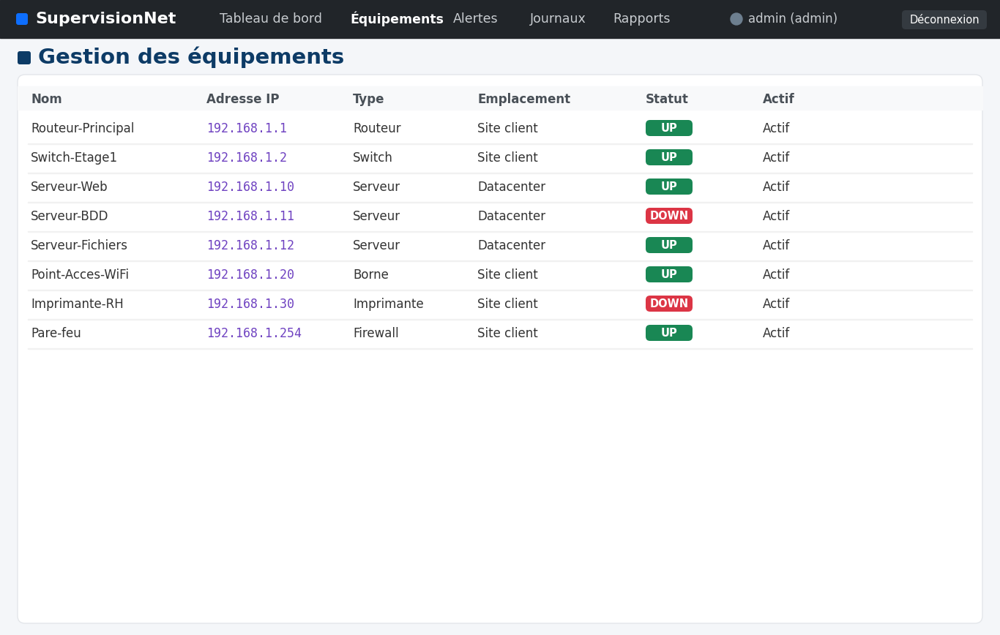 SupervisionNet Tableau de bord Équipements Alertes Journaux Rapports admin (admin) Déconnexion
Gestion des équipements
Nom Adresse IP Type Emplacement Statut Actif
Routeur-Principal 192.168.1.1 Routeur Site client UP Actif
Switch-Etage1 192.168.1.2 Switch Site client UP Actif
Serveur-Web 192.168.1.10 Serveur Datacenter UP Actif
Serveur-BDD 192.168.1.11 Serveur Datacenter DOWN Actif
Serveur-Fichiers 192.168.1.12 Serveur Datacenter UP Actif
Point-Acces-WiFi 192.168.1.20 Borne Site client UP Actif
Imprimante-RH 192.168.1.30 Imprimante Site client DOWN Actif
Pare-feu 192.168.1.254 Firewall Site client UP Actif